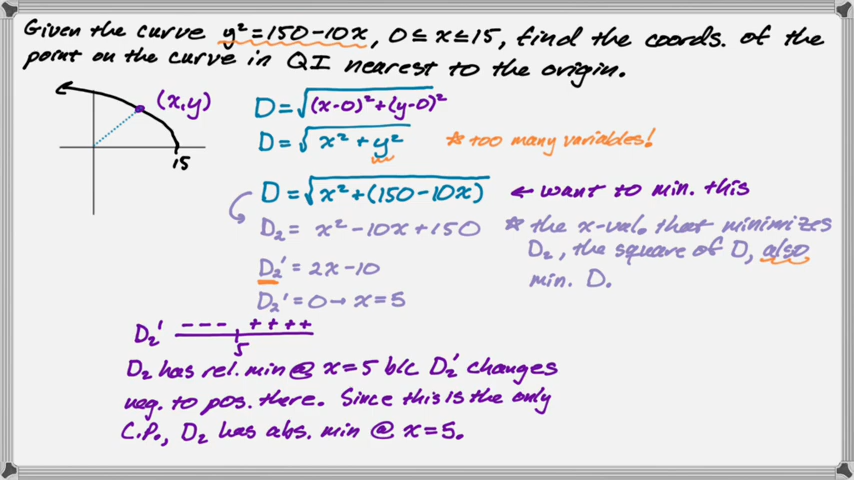 Given the curve y²=150-10x, 0≤x≤15, find the coords. of the
point on the curve in QI nearest to the origin.
(x,y)
15
D=√(x-0)²+(y-0)²
D=√x²+y²
* too many variables!
D=√x²+(150-10x)
← want to min. this
D₂ = x²-10x+150
D₂' = 2x-10
D₂' = 0 → x=5
* the x-val. that minimizes
D₂, the square of D, also
min. D.
D₂' - - - + + + +
5
D₂ has rel. min @ x=5 b/c D₂' changes
neg. to pos. there. Since this is the only
C.P., D₂ has abs. min @ x=5.